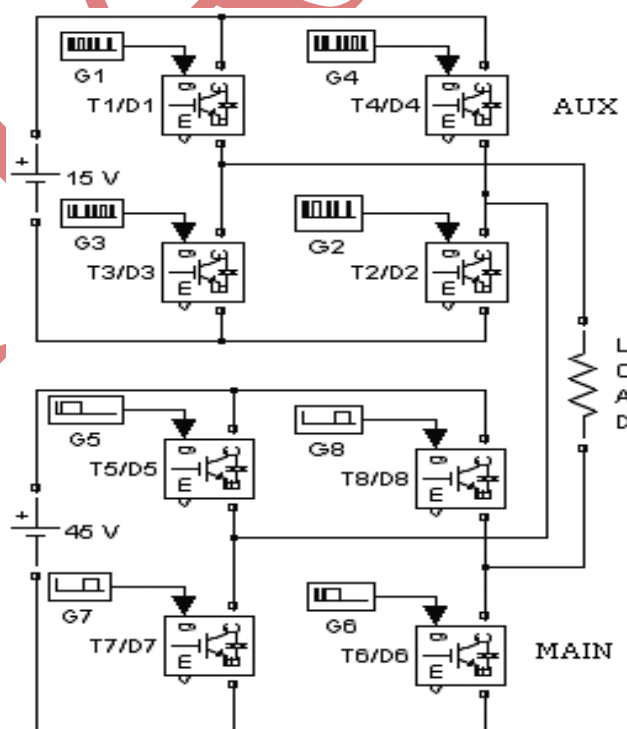 G1
G4
T1/D1
T4/D4
AUX
g C
E
g C
E
+
15 V
G3
G2
T3/D3
T2/D2
g C
E
g C
E
L
O
A
D
G5
G8
T5/D5
T8/D8
g C
E
g C
E
+
45 V
G7
G6
T7/D7
T6/D6
MAIN
g C
E
g C
E